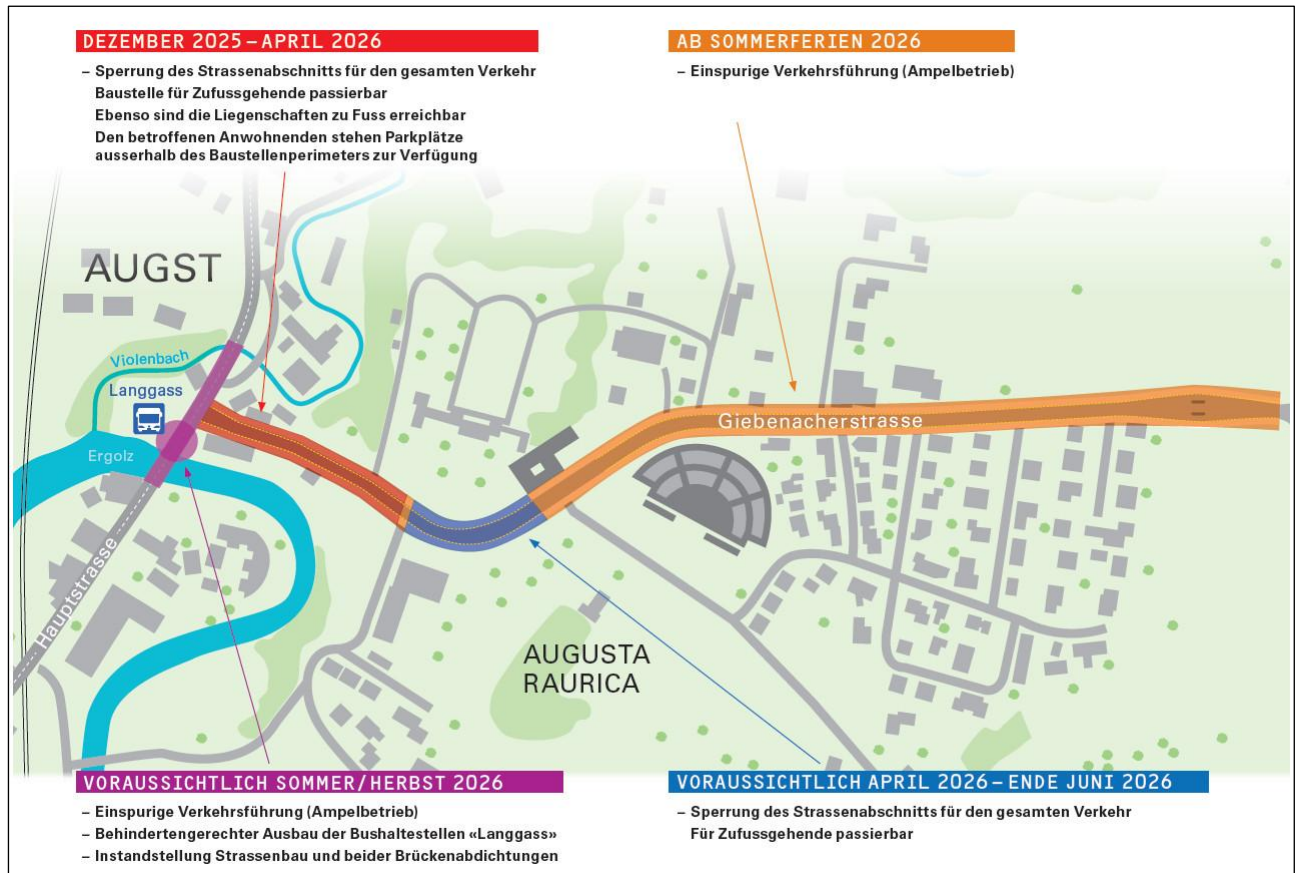 DEZEMBER 2025 – APRIL 2026
– Sperrung des Strassenabschnitts für den gesamten Verkehr
Baustelle für Zufussgehende passierbar
Ebenso sind die Liegenschaften zu Fuss erreichbar
Den betroffenen Anwohnenden stehen Parkplätze
ausserhalb des Baustellenperimeters zur Verfügung
AB SOMMERFERIEN 2026
– Einspurige Verkehrsführung (Ampelbetrieb)
AUGST
Violenbach
Langgass
Ergolz
Hauptstrasse
Giebenacherstrasse
AUGUSTA
RAURICA
VORAUSSICHTLICH SOMMER/HERBST 2026
– Einspurige Verkehrsführung (Ampelbetrieb)
– Behindertengerechter Ausbau der Bushaltestellen «Langgass»
– Instandstellung Strassenbau und beider Brückenabdichtungen
VORAUSSICHTLICH APRIL 2026 – ENDE JUNI 2026
– Sperrung des Strassenabschnitts für den gesamten Verkehr
Für Zufussgehende passierbar